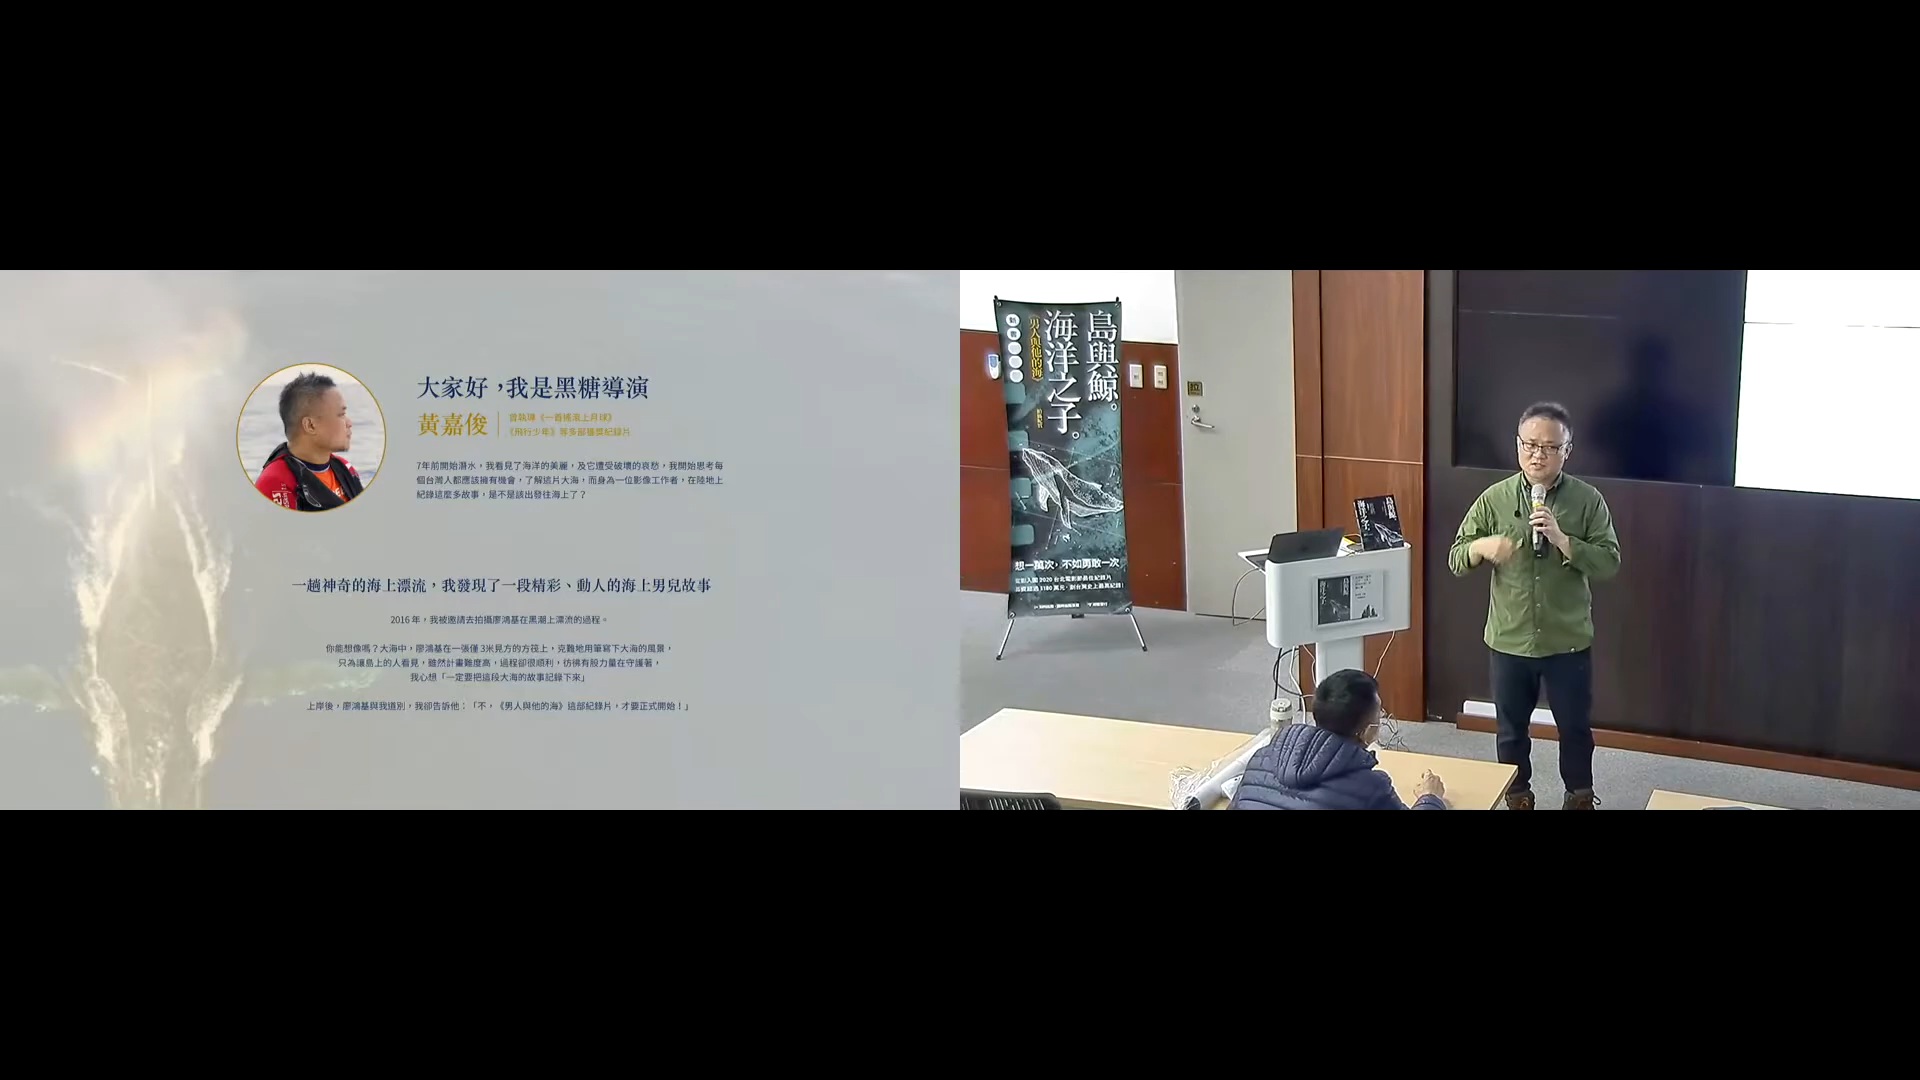 大家好，我是黑糖導演
黃嘉俊
曾執導《一首搖滾上月球》
《飛行少年》等多部獲獎紀錄片
7年前開始潛水，我看見了海洋的美麗，及它遭受破壞的哀愁，我開始思考每
個台灣人都應該擁有機會，了解這片大海，而身為一位影像工作者，在陸地上
紀錄這麼多故事，是不是該出發往海上了？
一趟神奇的海上漂流，我發現了一段精彩、動人的海上男兒故事
2016 年，我被邀請去拍攝廖鴻基在黑潮上漂流的過程。
你能想像嗎？大海中，廖鴻基在一張僅 3米見方的方筏上，克難地用筆寫下大海的風景，
只為讓島上的人看見，雖然計畫難度高，過程卻很順利，彷彿有股力量在守護著，
我心想「一定要把這段大海的故事記錄下來」
上岸後，廖鴻基與我道別，我卻告訴他：「不，《男人與他的海》這部紀錄片，才要正式開始！」
島與鯨。
海洋之子。
《男人與他的海》
想一萬次，不如勇敢一次
島與鯨。
海洋之子。